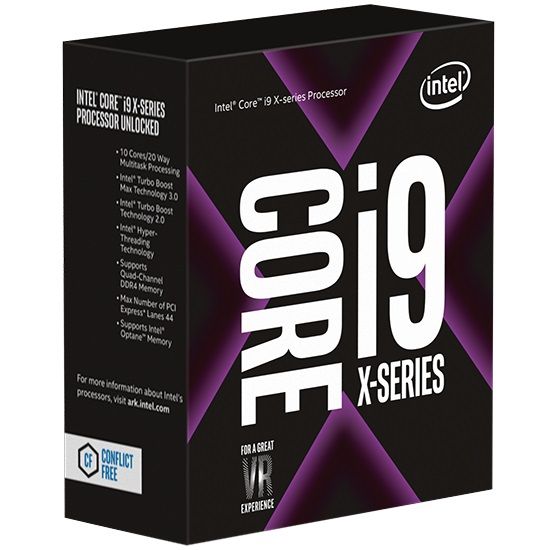 INTEL® CORE™ i9 X-SERIES
PROCESSOR UNLOCKED
• 10 Cores/20 Way
Multitask Processing
• Intel® Turbo Boost
Max Technology 3.0
• Intel® Turbo Boost
Technology 2.0
• Intel® Hyper-
Threading
Technology
• Supports
Quad-Channel
DDR4 Memory
• Max Number of PCI
Express® Lanes 44
• Supports Intel®
Optane™ Memory
For more information about Intel's
processors, visit ark.intel.com
CF
CONFLICT
FREE
Intel® Core™ i9 X-series Processor
intel®
CORE
i9
X-SERIES
FOR A GREAT
VR
EXPERIENCE